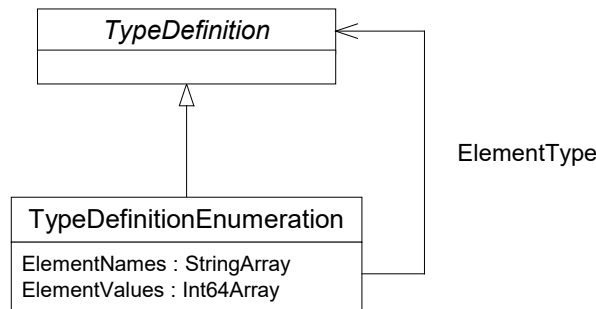 TypeDefinition
ElementType
TypeDefinitionEnumeration
ElementNames : StringArray
ElementValues : Int64Array